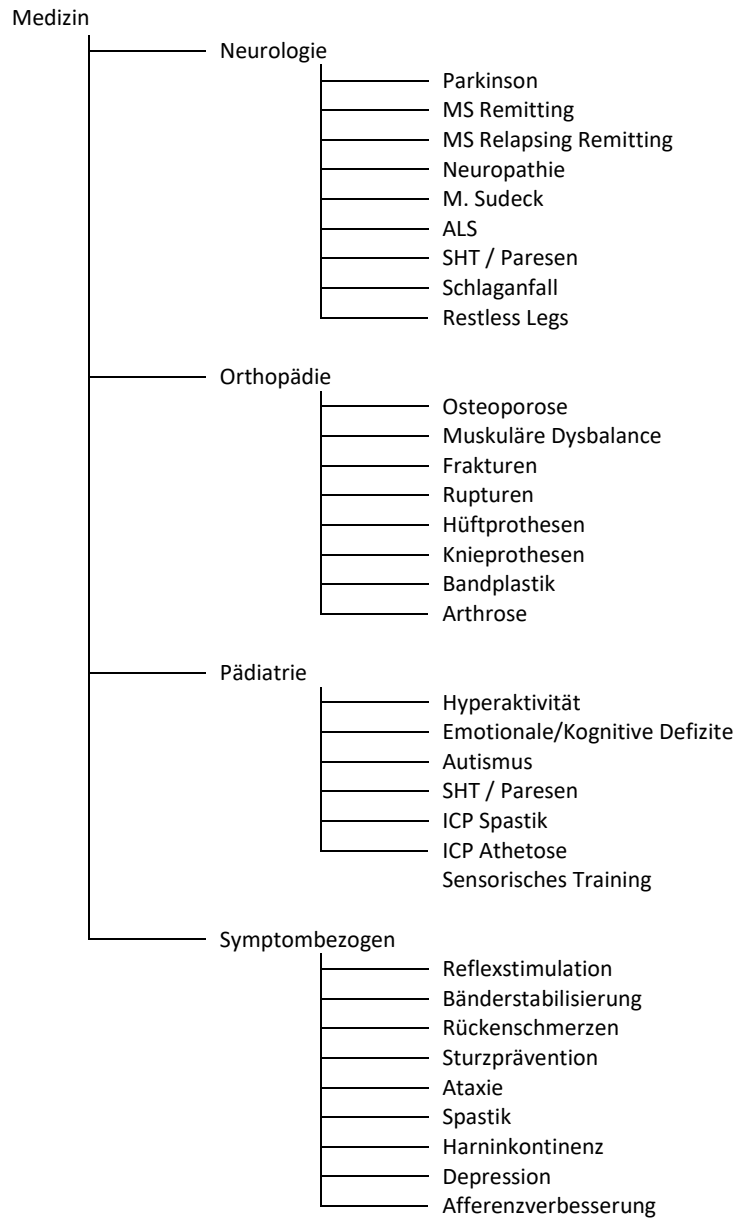 Medizin
Neurologie
Parkinson
MS Remitting
MS Relapsing Remitting
Neuropathie
M. Sudeck
ALS
SHT / Paresen
Schlaganfall
Restless Legs
Orthopädie
Osteoporose
Muskuläre Dysbalance
Frakturen
Rupturen
Hüftprothesen
Knieprothesen
Bandplastik
Arthrose
Pädiatrie
Hyperaktivität
Emotionale/Kognitive Defizite
Autismus
SHT / Paresen
ICP Spastik
ICP Athetose
Sensorisches Training
Symptombezogen
Reflexstimulation
Bänderstabilisierung
Rückenschmerzen
Sturzprävention
Ataxie
Spastik
Harninkontinenz
Depression
Afferenzverbesserung